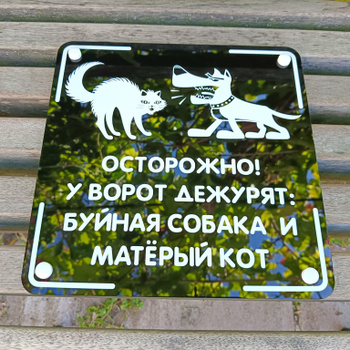 ОСТОРОЖНО!
У ВОРОТ ДЕЖУРЯТ:
БУЙНАЯ СОБАКА И
МАТЁРЫЙ КОТ